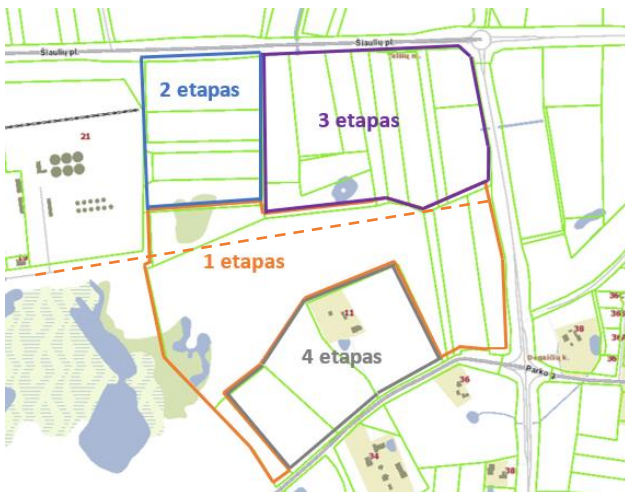 Šiaulių pl.
Šiaulių pl.
2 etapas
3 etapas
21
19
1 etapas
11
4 etapas
36
38
Parko
34
38
36